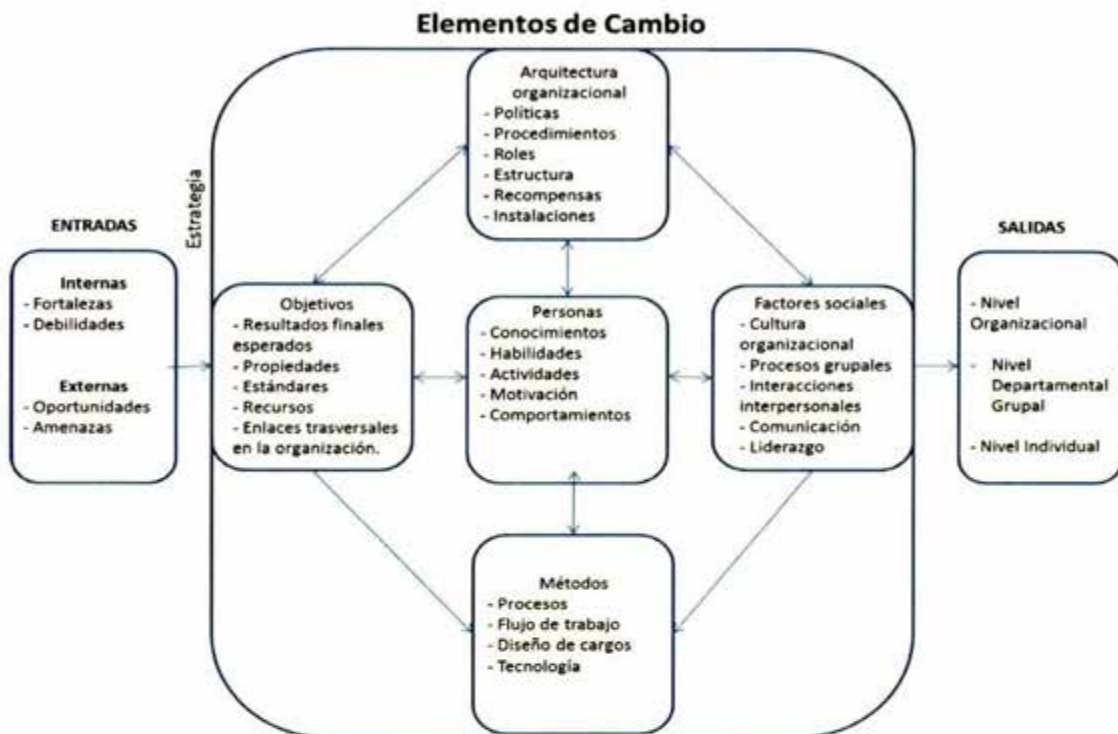 Elementos de Cambio
Estrategia
ENTRADAS
Internas
- Fortalezas
- Debilidades
Externas
- Oportunidades
- Amenazas
Arquitectura
organizacional
- Políticas
- Procedimientos
- Roles
- Estructura
- Recompensas
- Instalaciones
Objetivos
- Resultados finales
esperados
- Propiedades
- Estándares
- Recursos
- Enlaces trasversales
en la organización.
Personas
- Conocimientos
- Habilidades
- Actividades
- Motivación
- Comportamientos
Factores sociales
- Cultura
organizacional
- Procesos grupales
- Interacciones
interpersonales
- Comunicación
- Liderazgo
Métodos
- Procesos
- Flujo de trabajo
- Diseño de cargos
- Tecnología
SALIDAS
- Nivel
Organizacional
- Nivel
Departamental
Grupal
- Nivel Individual